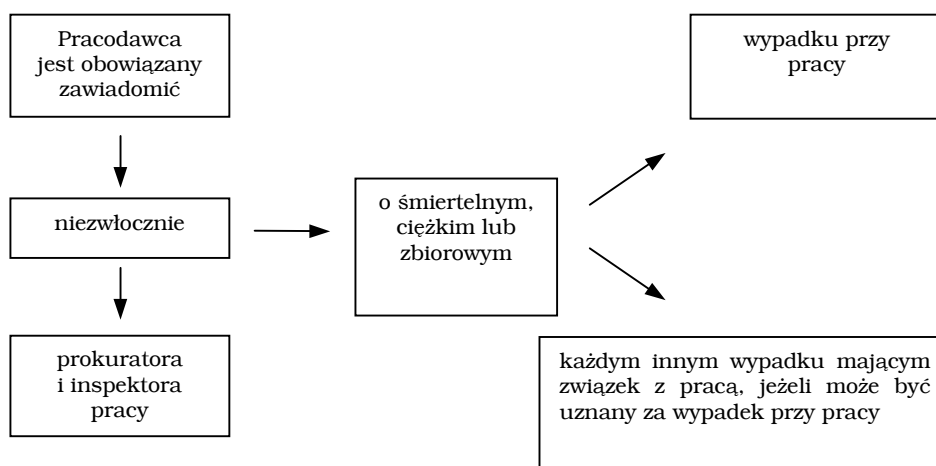 Pracodawca
jest obowiązany
zawiadomić
niezwłocznie
prokuratora
i inspektora
pracy
o śmiertelnym,
ciężkim lub
zbiorowym
wypadku przy
pracy
każdym innym wypadku mającym
związek z pracą, jeżeli może być
uznany za wypadek przy pracy